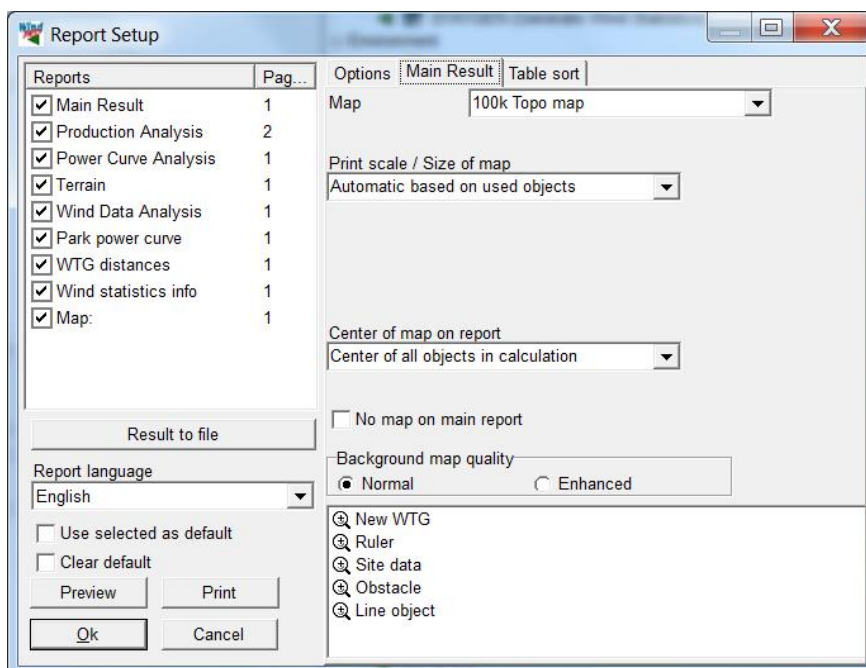 Report Setup
Reports Pag...
Main Result 1
Production Analysis 2
Power Curve Analysis 1
Terrain 1
Wind Data Analysis 1
Park power curve 1
WTG distances 1
Wind statistics info 1
Map: 1
Result to file
Report language
English
Use selected as default
Clear default
Preview Print
Ok Cancel
Options Main Result Table sort
Map 100k Topo map
Print scale / Size of map
Automatic based on used objects
Center of map on report
Center of all objects in calculation
No map on main report
Background map quality
Normal Enhanced
New WTG
Ruler
Site data
Obstacle
Line object